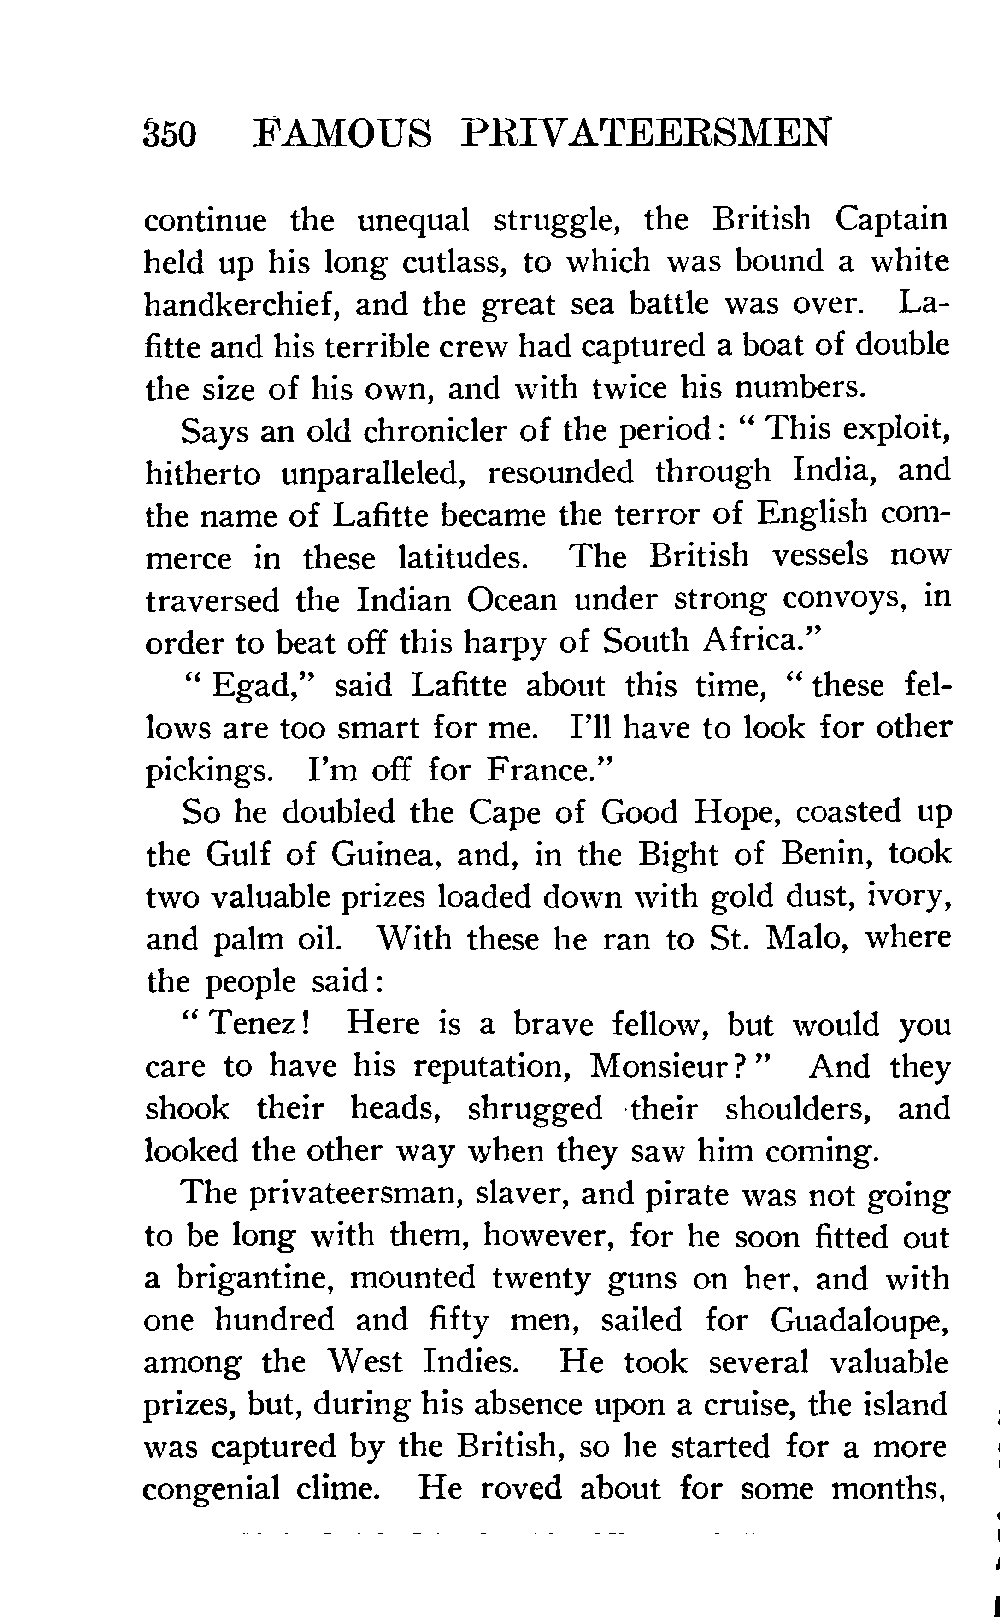 350 FAMOUS PRIVATEERSMEN
continue the unequal struggle, the British Captain
held up his long cutlass, to which was bound a white
handkerchief, and the great sea battle was over. La-
fitte and his terrible crew had captured a boat of double
the size of his own, and with twice his numbers.
Says an old chronicler of the period: " This exploit,
hitherto unparalleled, resounded through India, and
the name of Lafitte became the terror of English com-
merce in these latitudes. The British vessels now
traversed the Indian Ocean under strong convoys, in
order to beat off this harpy of South Africa."
" Egad," said Lafitte about this time, " these fel-
lows are too smart for me. I'll have to look for other
pickings. I'm off for France."
So he doubled the Cape of Good Hope, coasted up
the Gulf of Guinea, and, in the Bight of Benin, took
two valuable prizes loaded down with gold dust, ivory,
and palm oil. With these he ran to St. Malo, where
the people said:
" Tenez! Here is a brave fellow, but would you
care to have his reputation, Monsieur? " And they
shook their heads, shrugged their shoulders, and
looked the other way when they saw him coming.
The privateersman, slaver, and pirate was not going
to be long with them, however, for he soon fitted out
a brigantine, mounted twenty guns on her, and with
one hundred and fifty men, sailed for Guadaloupe,
among the West Indies. He took several valuable
prizes, but, during his absence upon a cruise, the island
was captured by the British, so he started for a more
congenial clime. He roved about for some months,